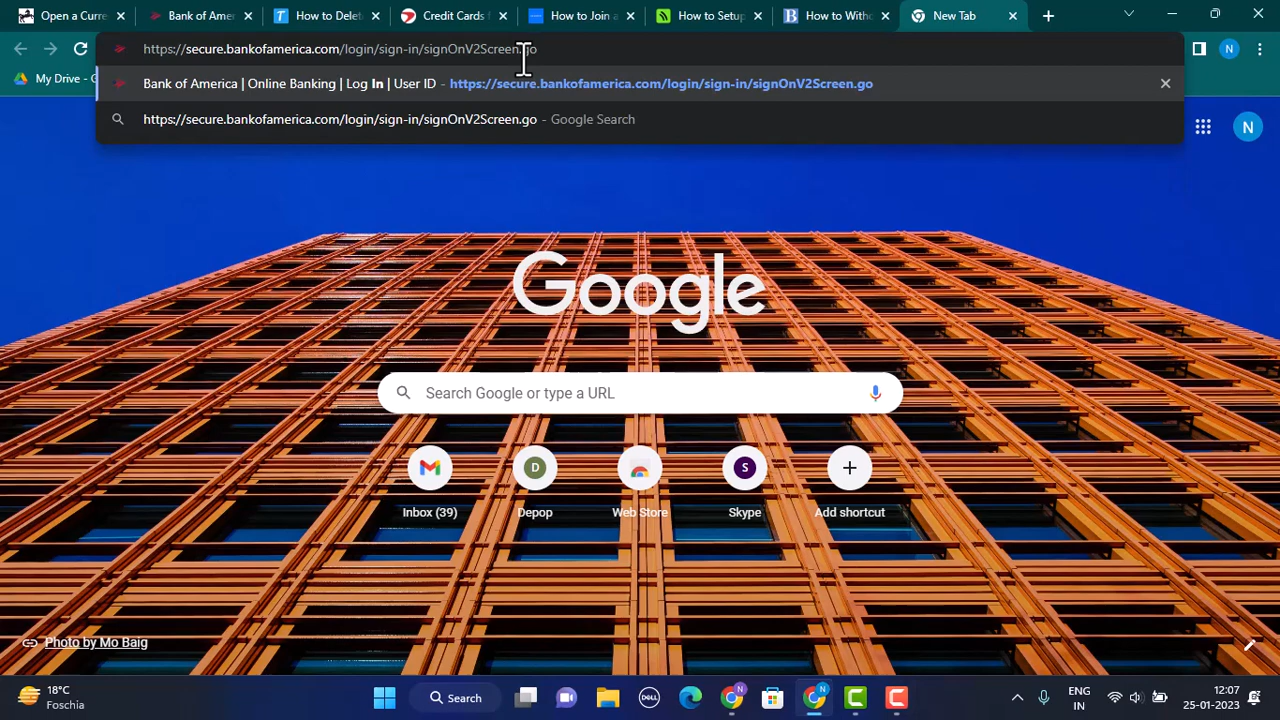 Open a Curre
Bank of Amer
How to Delet
Credit Cards f
How to Join a
How to Setup
How to Witho
New Tab
https://secure.bankofamerica.com/login/sign-in/signOnV2Screen.go
My Drive - G
Bank of America | Online Banking | Log In | User ID - https://secure.bankofamerica.com/login/sign-in/signOnV2Screen.go
https://secure.bankofamerica.com/login/sign-in/signOnV2Screen.go - Google Search
N
N
Google
Search Google or type a URL
D
S
Inbox (39)
Depop
Web Store
Skype
Add shortcut
Photo by Mo Baig
18°C
Foschia
Search
DELL
ENG
IN
12:07
25-01-2023